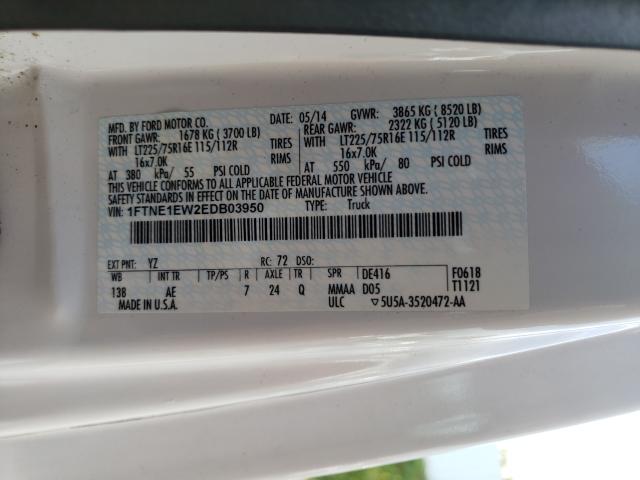 MFD. BY FORD MOTOR CO. DATE: 05/14 GVWR: 3865 KG ( 8520 LB)
FRONT GAWR: 1678 KG ( 3700 LB) REAR GAWR: 2322 KG ( 5120 LB)
WITH LT225/75R16E 115/112R TIRES WITH LT225/75R16E 115/112R TIRES
16x7.0K RIMS 16x7.0K RIMS
AT 380 kPa/ 55 PSI COLD AT 550 kPa/ 80 PSI COLD
THIS VEHICLE CONFORMS TO ALL APPLICABLE FEDERAL MOTOR VEHICLE
SAFETY STANDARDS IN EFFECT ON THE DATE OF MANUFACTURE SHOWN ABOVE.
VIN: 1FTNE1EW2EDB03950 TYPE: Truck
EXT PNT: YZ RC: 72 DSO:
WB INT TR TP/PS R AXLE TR SPR DE416 F0618
138 AE 7 24 Q MMAA D05 T1121
MADE IN U.S.A. ULC ▽5U5A-3520472-AA